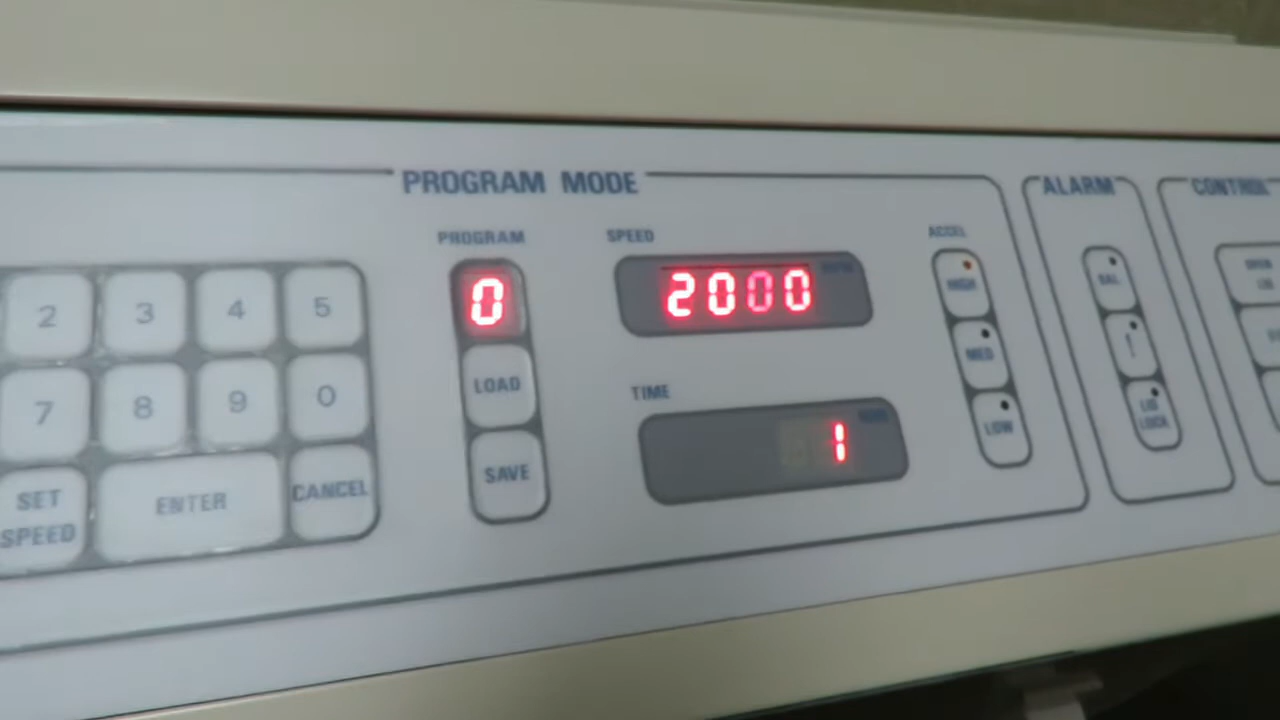 PROGRAM MODE
ALARM
CONTROL
PROGRAM
SPEED
ACCEL
2 3 4 5
0
2000
HIGH
BAL
7 8 9 0
LOAD
TIME
MED
1
LOW
LID
LOCK
SET
SPEED
ENTER
CANCEL
SAVE